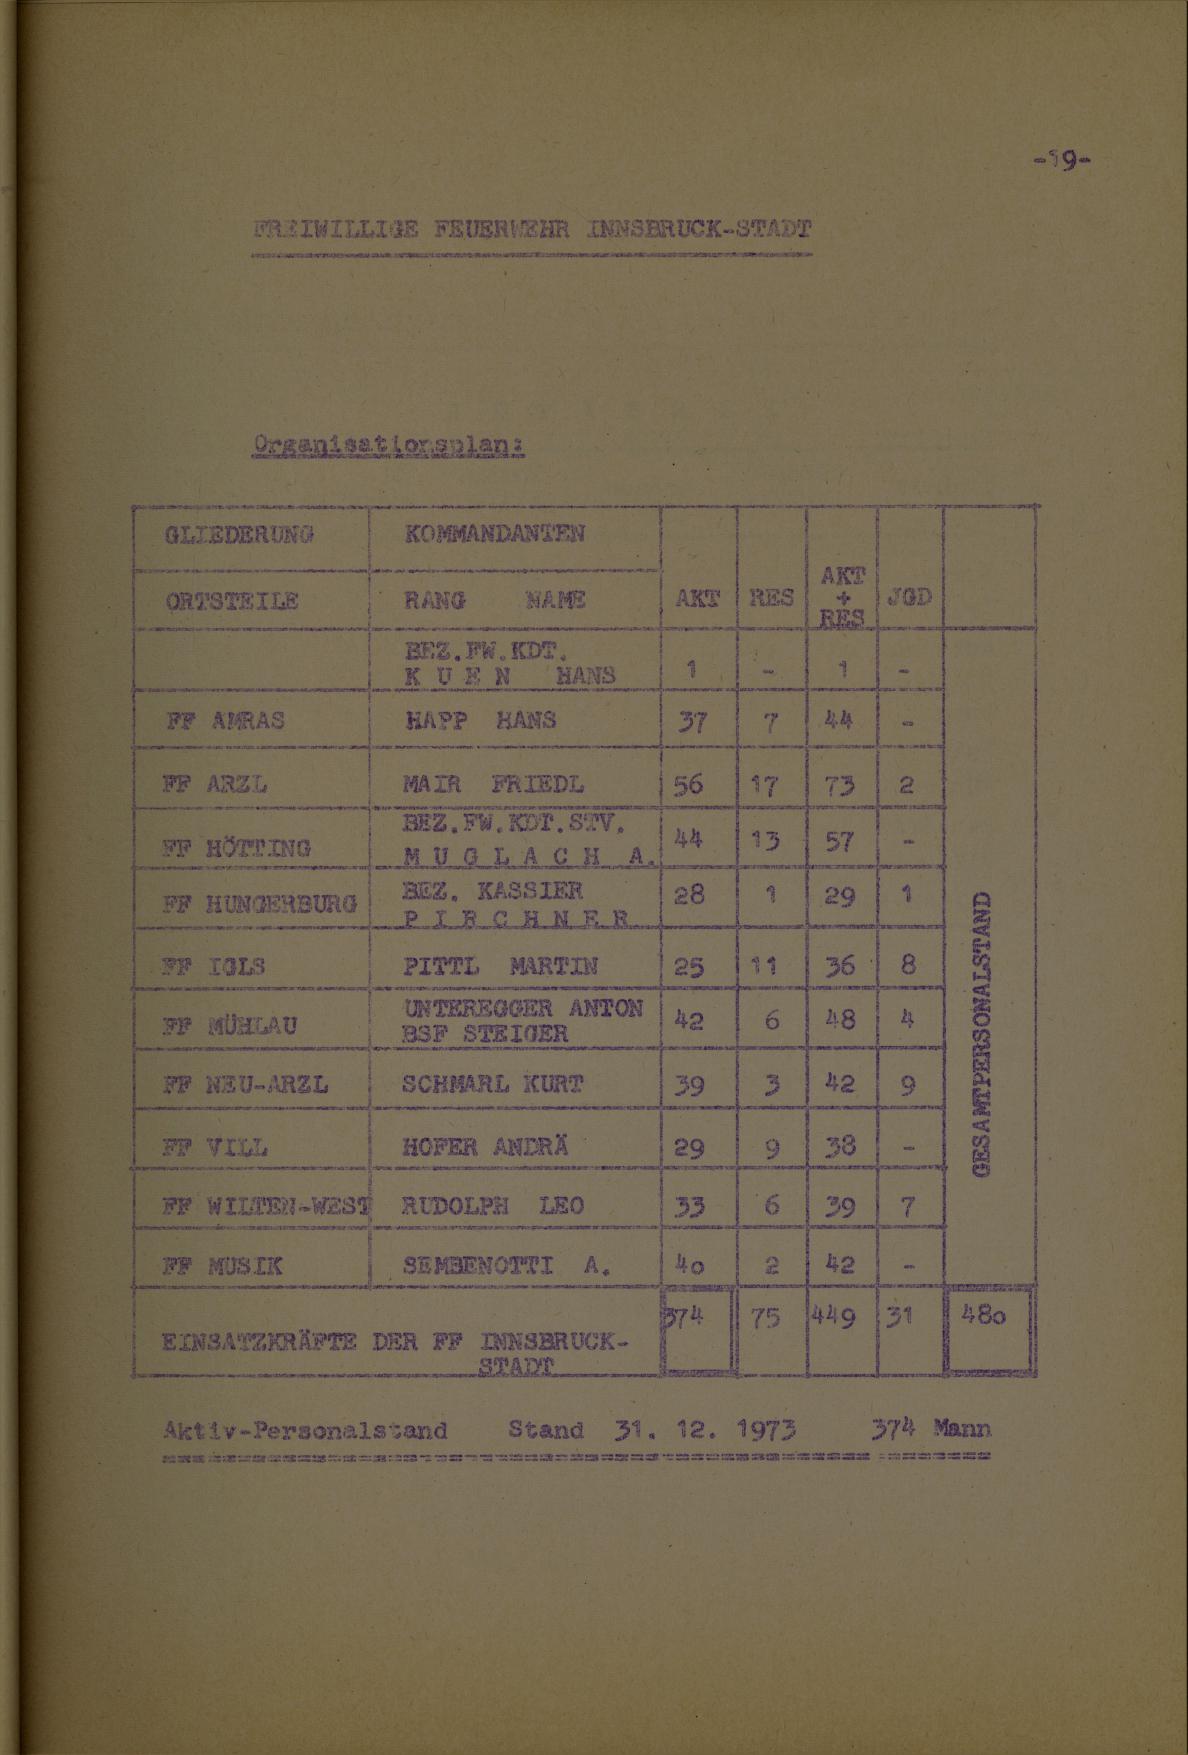 -19-
FREIWILLIGE FEUERWEHR INNSBRUCK-STADT
Organisationsplan:
GLIEDERUNG KOMMANDANTEN
ORTSTEILE RANG NAME AKT RES AKT + RES JGD
BEZ.FW.KDT.
K U E N HANS 1 - 1 -
FF AMRAS HAPP HANS 37 7 44 -
FF ARZL MAIR FRIEDL 56 17 73 2
BEZ.FW.KDT.STV.
FF HÖTTING M U G L A C H A. 44 13 57 -
BEZ. KASSIER
FF HUNGERBURG P I R C H N E R 28 1 29 1
FF IGLS PITTL MARTIN 25 11 36 8
UNTEREGGER ANTON
FF MÜHLAU BSF STEIGER 42 6 48 4
FF NEU-ARZL SCHMARL KURT 39 3 42 9
FF VILL HOFER ANDRÄ 29 9 38 -
FF WILTEN-WEST RUDOLPH LEO 33 6 39 7
FF MUSIK SEMBENOTTI A. 4o 2 42 -
GESAMTPERSONALSTAND
374 75 449 31 48o
EINSATZKRÄFTE DER FF INNSBRUCK-
STADT
Aktiv-Personalstand Stand 31. 12. 1973 374 Mann